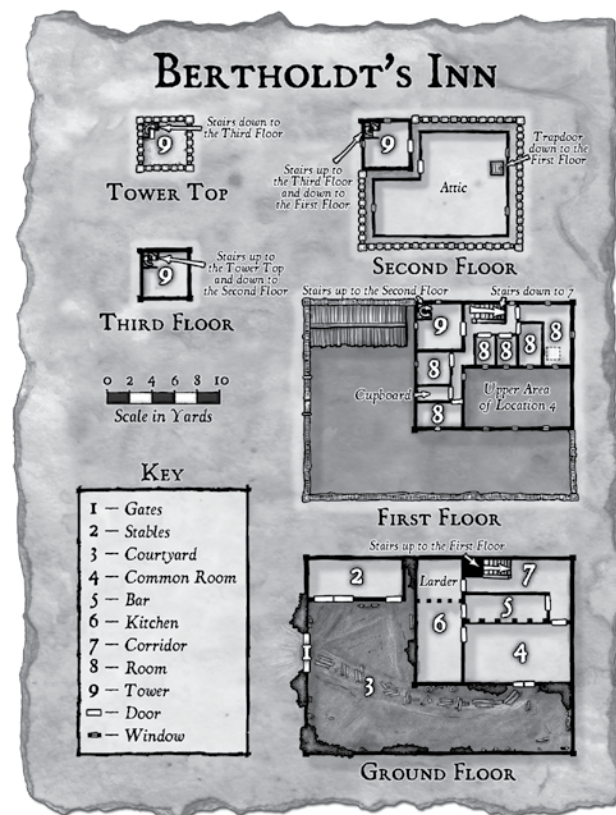 BERTHOLDT'S INN
Stairs down to
the Third Floor
9
TOWER TOP
9
Stairs up to
the Third Floor
and down to
the First Floor
Attic
Trapdoor
down to the
First Floor
SECOND FLOOR
9
Stairs up to
the Tower Top
and down to
the Second Floor
THIRD FLOOR
0 2 4 6 8 10
Scale in Yards
Stairs up to the Second Floor
Stairs down to 7
9
8
8
8
8
8
8
Cupboard
Upper Area
of Location 4
FIRST FLOOR
KEY
1 – Gates
2 – Stables
3 – Courtyard
4 – Common Room
5 – Bar
6 – Kitchen
7 – Corridor
8 – Room
9 – Tower
– Door
– Window
Stairs up to the First Floor
2
Larder
7
5
6
1
4
3
GROUND FLOOR